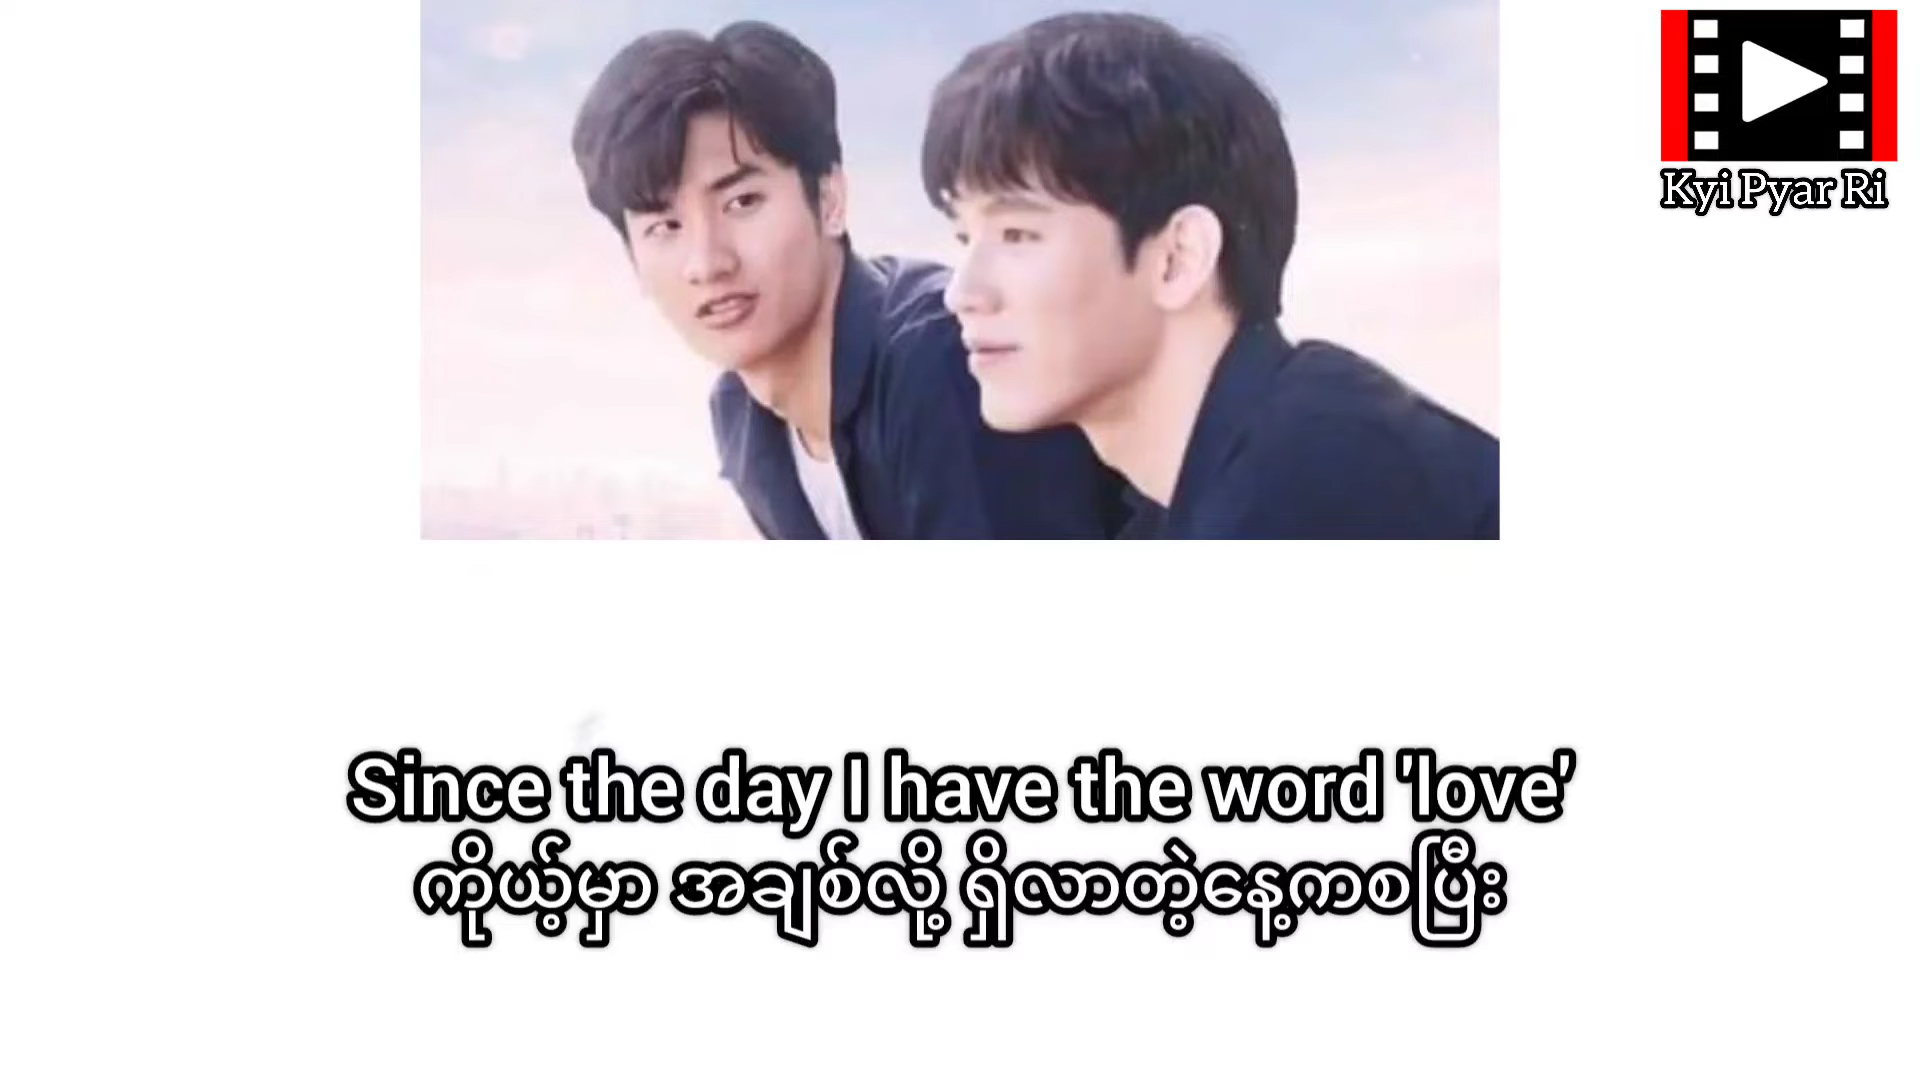 Kyi Pyar Ri
Since the day I have the word 'love'
ကိုယ့်မှာ အချစ်လို့ ရှိလာတဲ့နေ့ကစပြီး